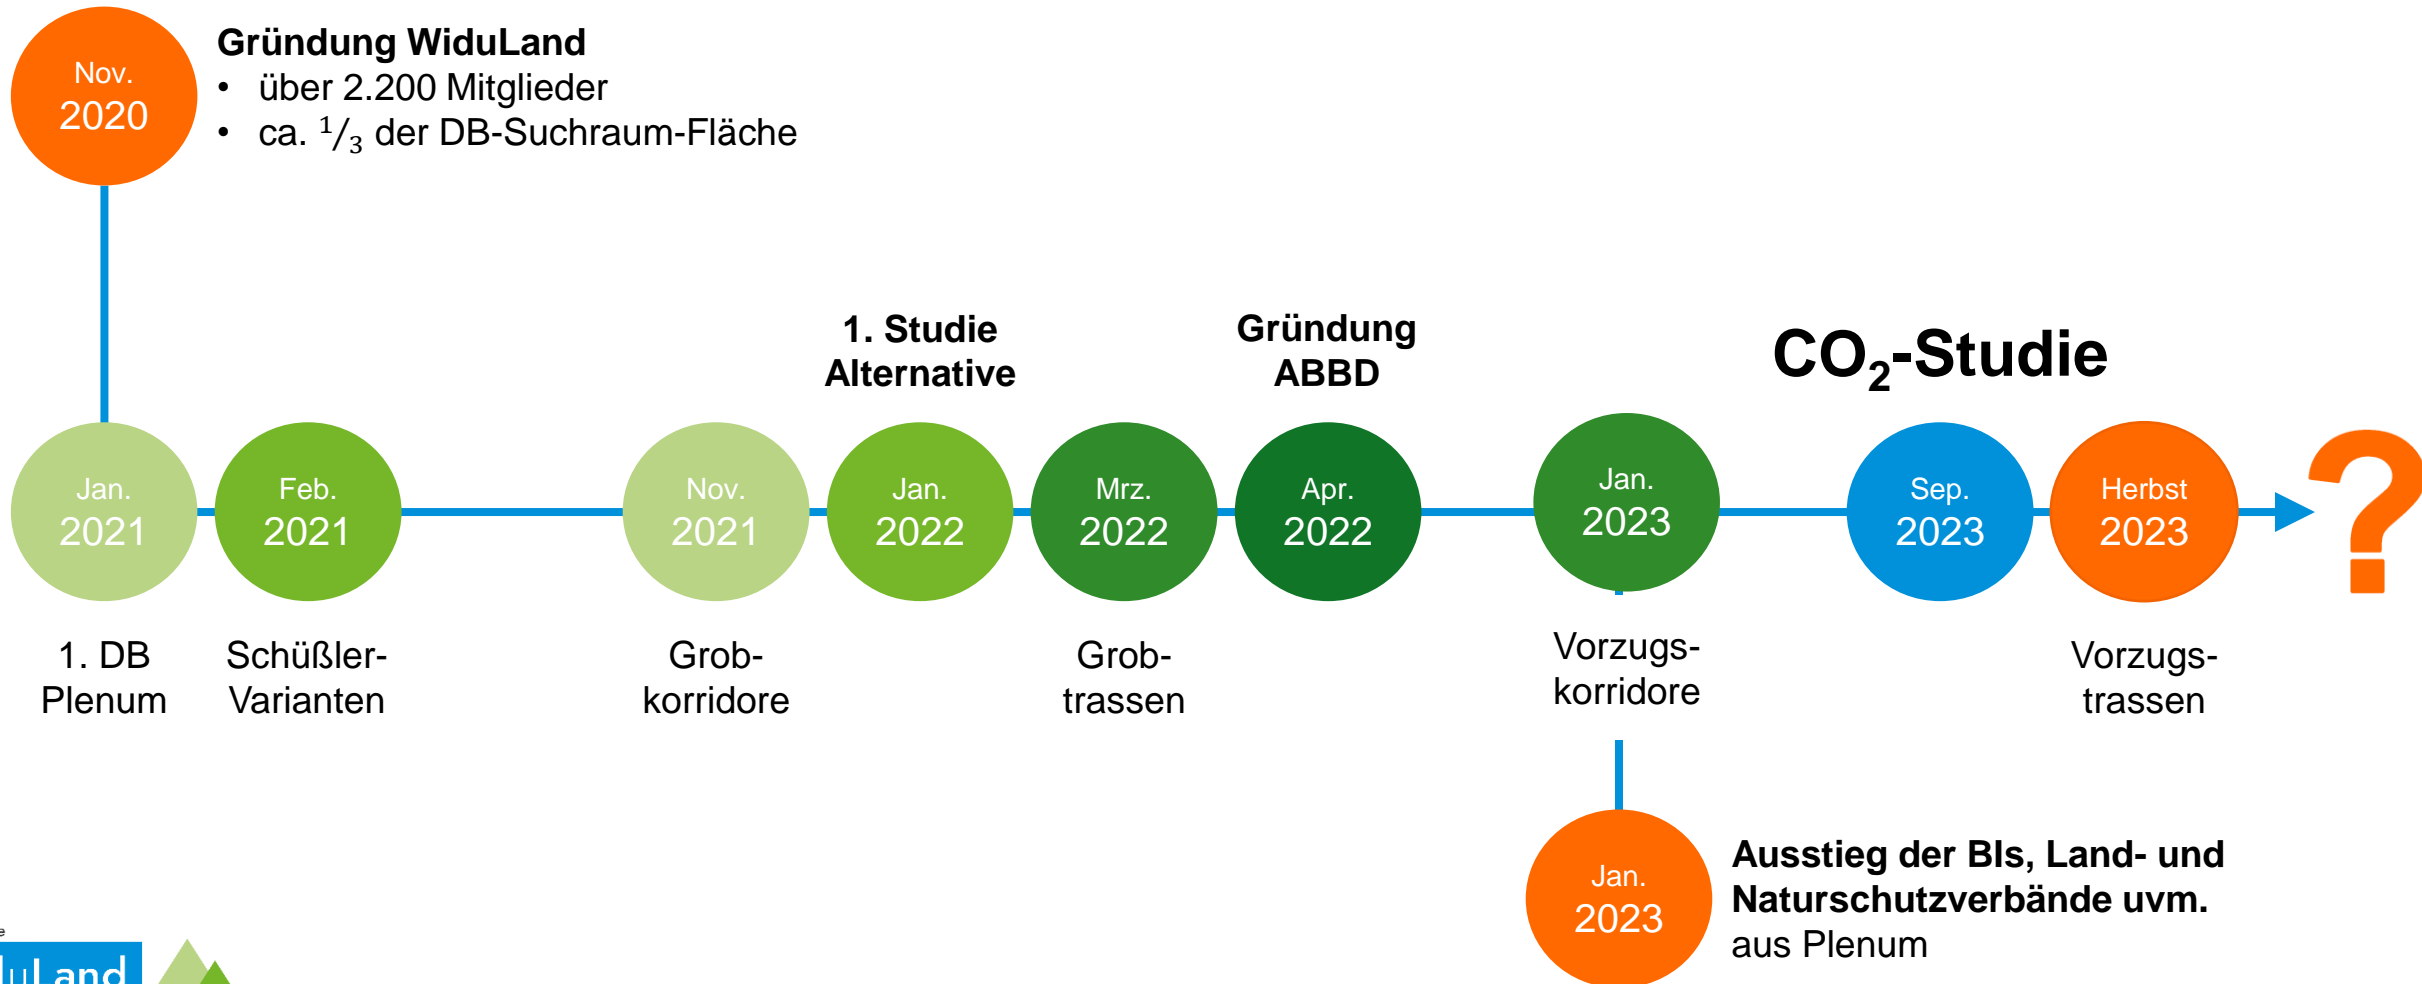 Nov.
2020
Gründung WiduLand
• über 2.200 Mitglieder
• ca. 1/3 der DB-Suchraum-Fläche
1. Studie
Alternative
Gründung
ABBD
CO2-Studie
Jan.
2021
Feb.
2021
Nov.
2021
Jan.
2022
Mrz.
2022
Apr.
2022
Jan.
2023
Sep.
2023
Herbst
2023
?
1. DB
Plenum
Schüßler-
Varianten
Grob-
korridore
Grob-
trassen
Vorzugs-
korridore
Vorzugs-
trassen
Jan.
2023
Ausstieg der BIs, Land- und
Naturschutzverbände uvm.
aus Plenum
duLand